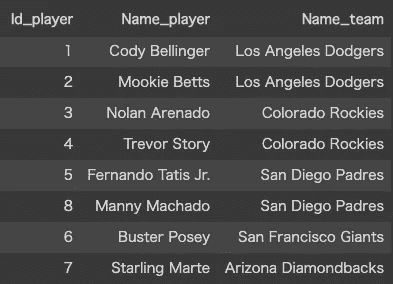 Id_player Name_player Name_team
1 Cody Bellinger Los Angeles Dodgers
2 Mookie Betts Los Angeles Dodgers
3 Nolan Arenado Colorado Rockies
4 Trevor Story Colorado Rockies
5 Fernando Tatis Jr. San Diego Padres
8 Manny Machado San Diego Padres
6 Buster Posey San Francisco Giants
7 Starling Marte Arizona Diamondbacks